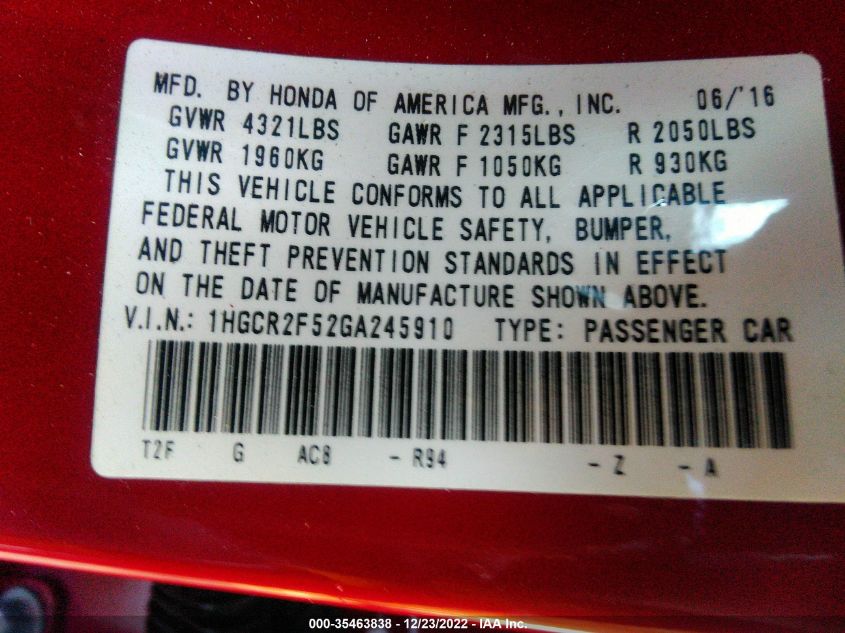 MFD. BY HONDA OF AMERICA MFG., INC. 06/'16
GVWR 4321LBS GAWR F 2315LBS R 2050LBS
GVWR 1960KG GAWR F 1050KG R 930KG
THIS VEHICLE CONFORMS TO ALL APPLICABLE
FEDERAL MOTOR VEHICLE SAFETY, BUMPER,
AND THEFT PREVENTION STANDARDS IN EFFECT
ON THE DATE OF MANUFACTURE SHOWN ABOVE.
V.I.N.: 1HGCR2F52GA245910 TYPE: PASSENGER CAR
T2F G AC8 - R94 - Z - A
000-35463838 - 12/23/2022 - IAA Inc.